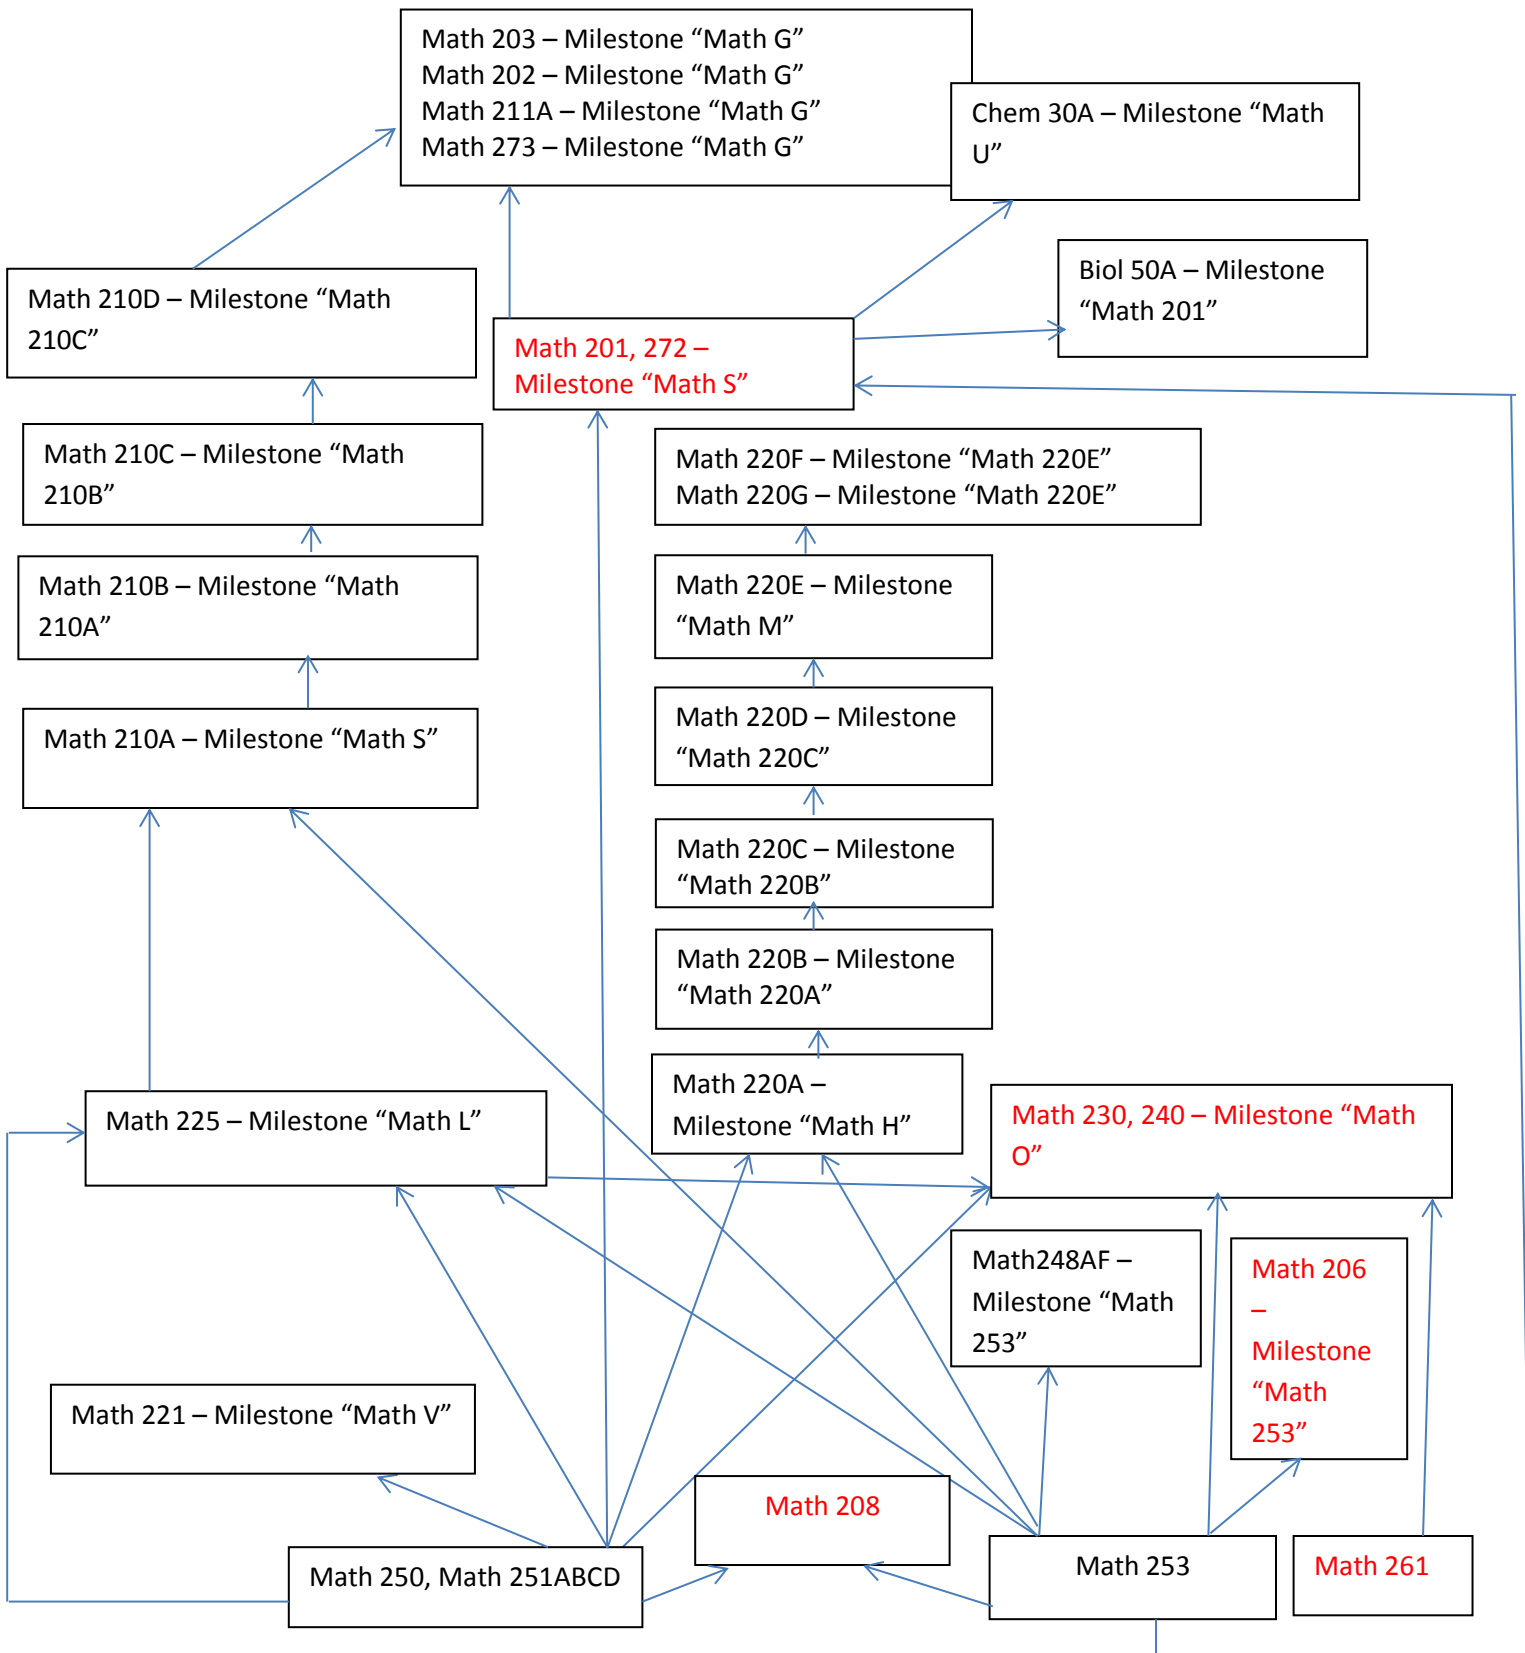 Math 203 – Milestone “Math G”
Math 202 – Milestone “Math G”
Math 211A – Milestone “Math G”
Math 273 – Milestone “Math G”
Chem 30A – Milestone “Math
U”
Biol 50A – Milestone
“Math 201”
Math 210D – Milestone “Math
210C”
Math 201, 272 –
Milestone “Math S”
Math 210C – Milestone “Math
210B”
Math 220F – Milestone “Math 220E”
Math 220G – Milestone “Math 220E”
Math 210B – Milestone “Math
210A”
Math 220E – Milestone
“Math M”
Math 210A – Milestone “Math S”
Math 220D – Milestone
“Math 220C”
Math 220C – Milestone
“Math 220B”
Math 220B – Milestone
“Math 220A”
Math 220A –
Milestone “Math H”
Math 225 – Milestone “Math L”
Math 230, 240 – Milestone “Math
O”
Math248AF –
Milestone “Math
253”
Math 206
–
Milestone
“Math
253”
Math 221 – Milestone “Math V”
Math 208
Math 250, Math 251ABCD
Math 253
Math 261